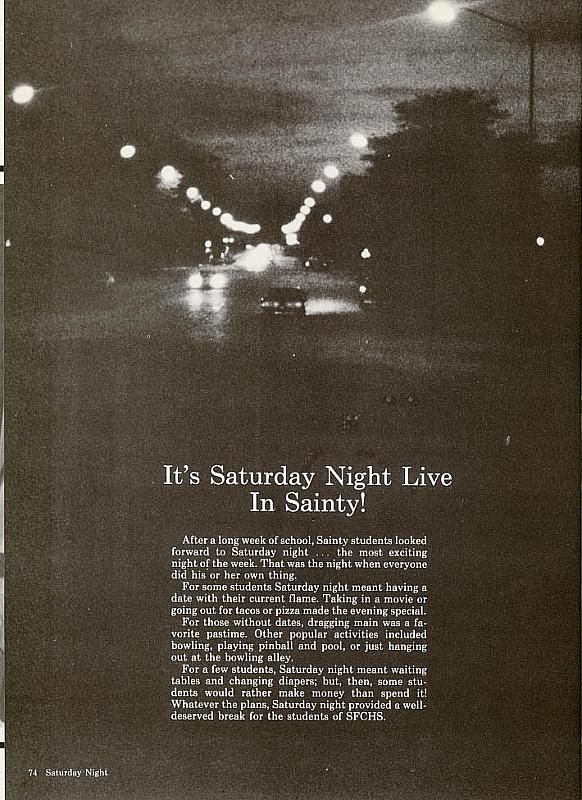 It's Saturday Night Live
In Sainty!
After a long week of school, Sainty students looked
forward to Saturday night ... the most exciting
night of the week. That was the night when everyone
did his or her own thing.
For some students Saturday night meant having a
date with their current flame. Taking in a movie or
going out for tacos or pizza made the evening special.
For those without dates, dragging main was a fa-
vorite pastime. Other popular activities included
bowling, playing pinball and pool, or just hanging
out at the bowling alley.
For a few students, Saturday night meant waiting
tables and changing diapers; but, then, some stu-
dents would rather make money than spend it!
Whatever the plans, Saturday night provided a well-
deserved break for the students of SFCHS.
74 Saturday Night